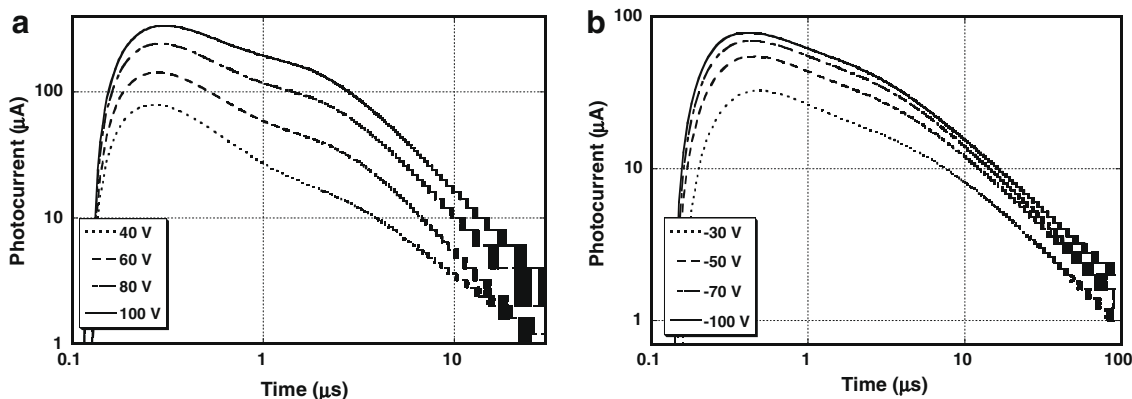 a
Photocurrent (μA)
100
10
1
40 V
60 V
80 V
100 V
0.1
1
10
Time (μs)
b
Photocurrent (μA)
100
10
1
-30 V
-50 V
-70 V
-100 V
0.1
1
10
100
Time (μs)